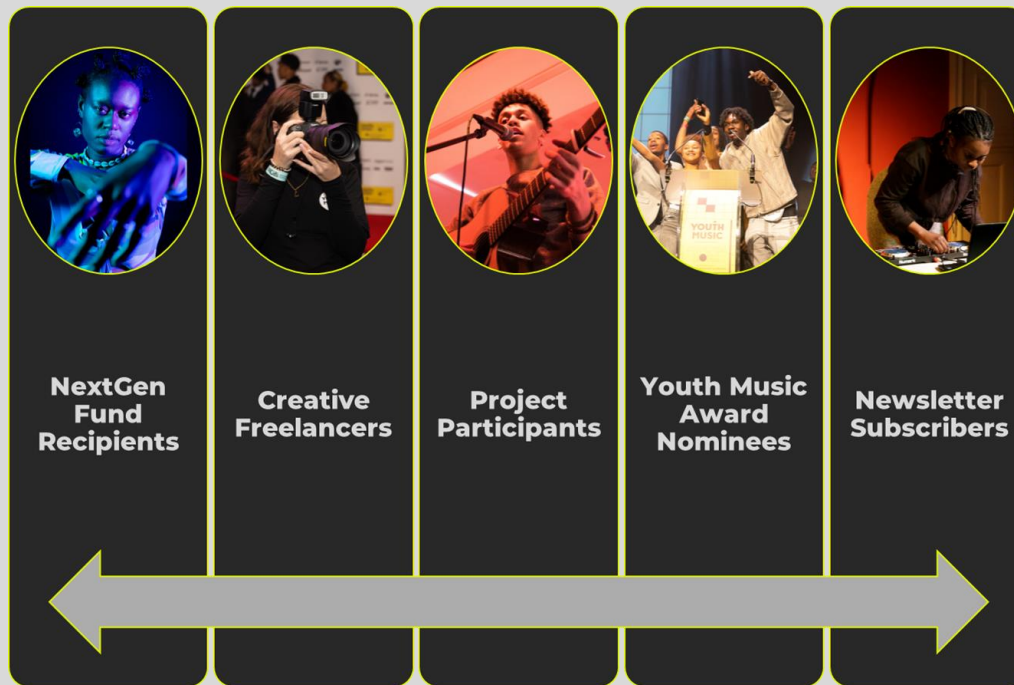 NextGen
Fund
Recipients
Creative
Freelancers
Project
Participants
Youth Music
Award
Nominees
Newsletter
Subscribers
YOUTH
MUSIC